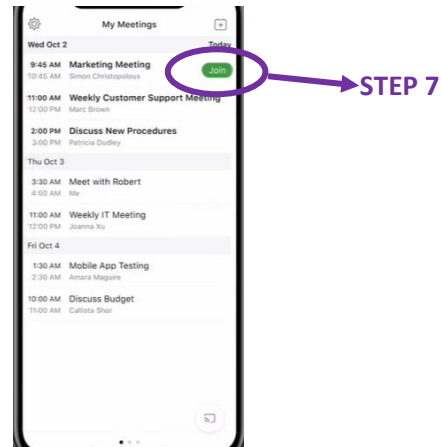 My Meetings
Wed Oct 2 Today
9:45 AM Marketing Meeting Join
10:45 AM Simon Christopolous
STEP 7
11:00 AM Weekly Customer Support Meeting
12:00 PM Marc Brown
2:00 PM Discuss New Procedures
3:00 PM Patricia Dudley
Thu Oct 3
3:30 AM Meet with Robert
4:00 AM Me
11:00 AM Weekly IT Meeting
12:00 PM Joanna Xu
Fri Oct 4
1:30 AM Mobile App Testing
2:30 AM Amara Maguire
10:00 AM Discuss Budget
11:00 AM Callista Shor